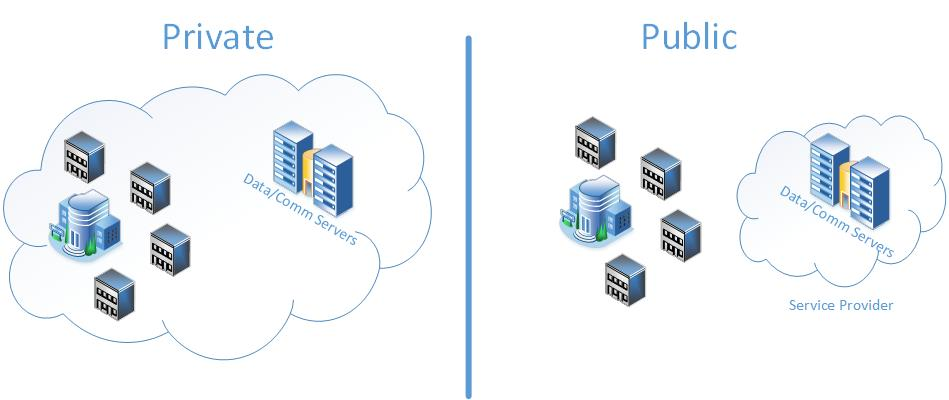 Private
Public
Data/Comm Servers
Data/Comm Servers
Service Provider